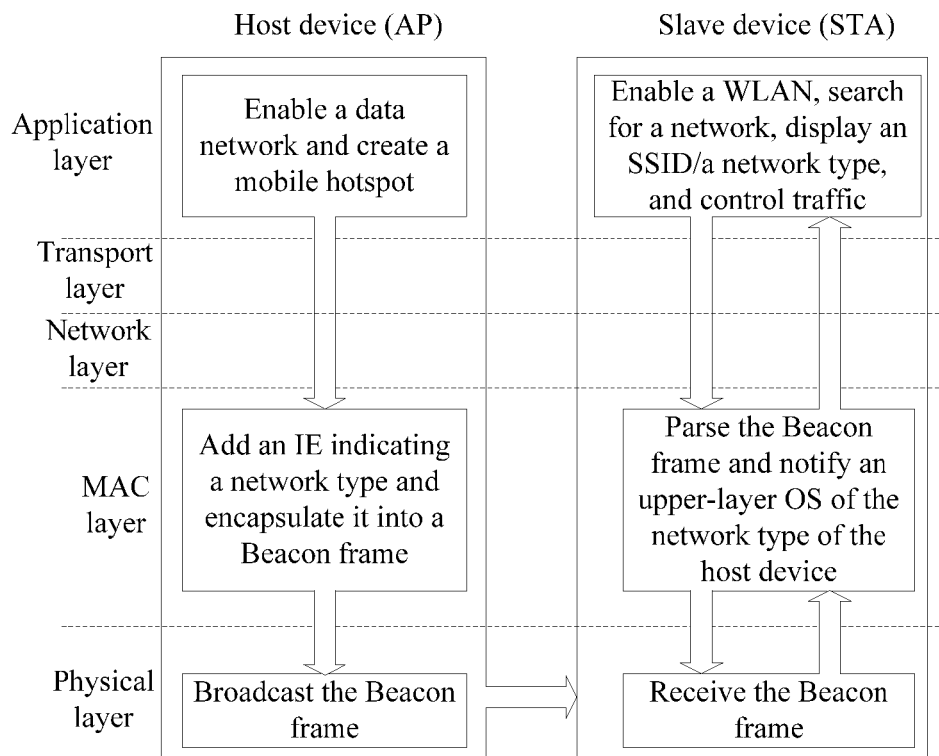 Host device (AP)
Slave device (STA)
Application
layer
Enable a data
network and create a
mobile hotspot
Enable a WLAN, search
for a network, display an
SSID/a network type,
and control traffic
Transport
layer
Network
layer
MAC
layer
Add an IE indicating
a network type and
encapsulate it into a
Beacon frame
Parse the Beacon
frame and notify an
upper-layer OS of the
network type of the
host device
Physical
layer
Broadcast the Beacon
frame
Receive the Beacon
frame